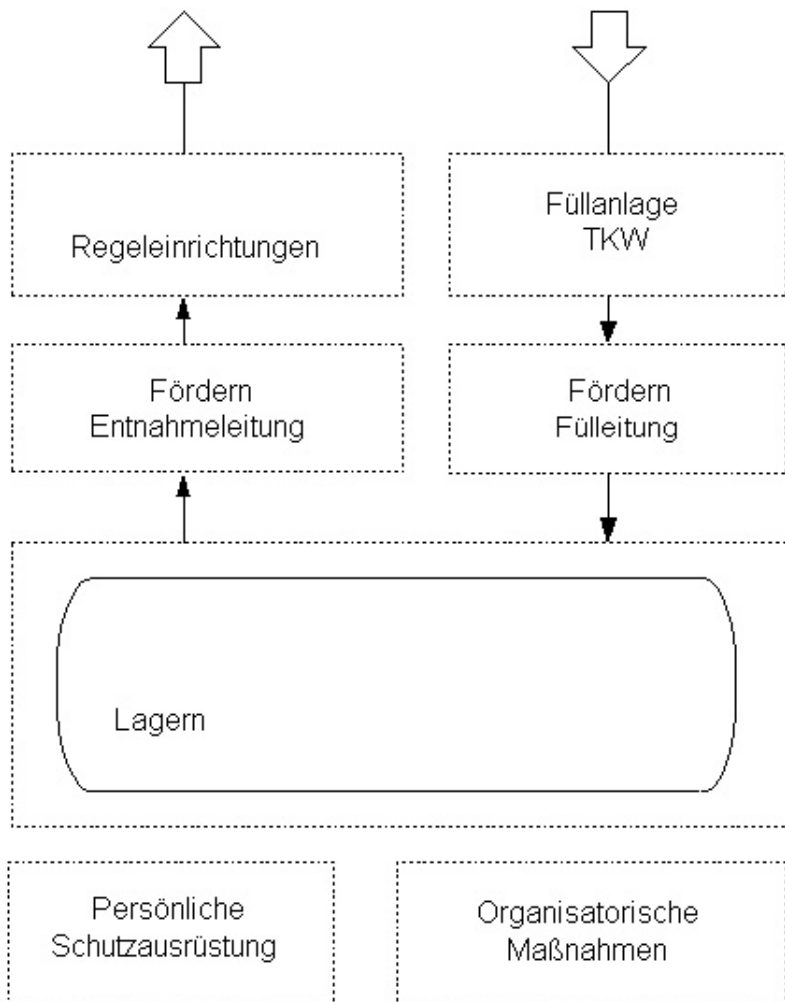 Regeleinrichtungen
Füllanlage
TKW
Fördern
Entnahmeleitung
Fördern
Fülleitung
Lagern
Persönliche
Schutzausrüstung
Organisatorische
Maßnahmen